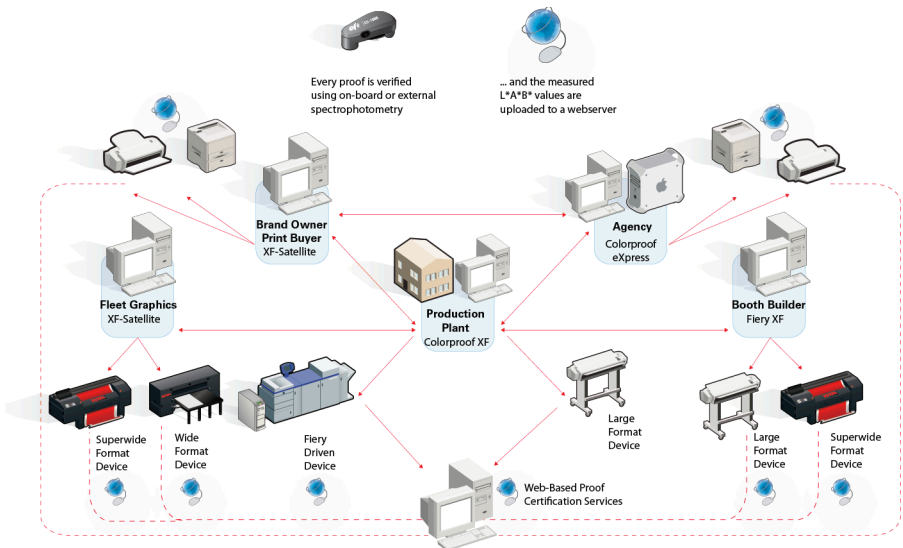 efi
Every proof is verified
using on-board or external
spectrophotometry
... and the measured
L*A*B* values are
uploaded to a webserver
Brand Owner
Print Buyer
XF-Satellite
Agency
Colorproof
eXpress
Fleet Graphics
XF-Satellite
Production
Plant
Colorproof XF
Booth Builder
Fiery XF
Superwide
Format
Device
Wide
Format
Device
Fiery
Driven
Device
Large
Format
Device
Large
Format
Device
Superwide
Format
Device
Web-Based Proof
Certification Services